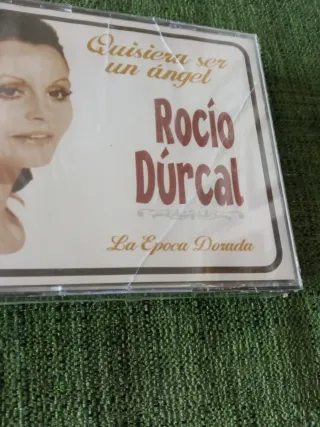 Quisiera ser
un ángel
Rocío
Dúrcal
La Epoca Dorada